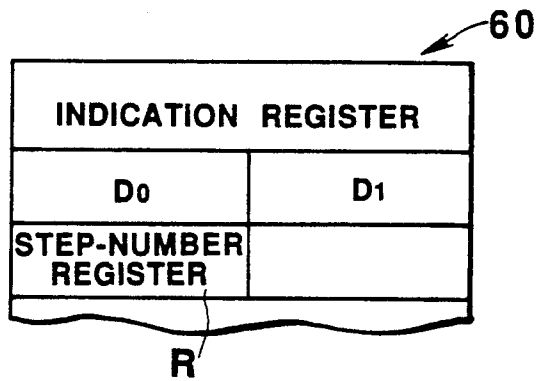 60
INDICATION REGISTER
D0 D1
STEP-NUMBER
REGISTER
R